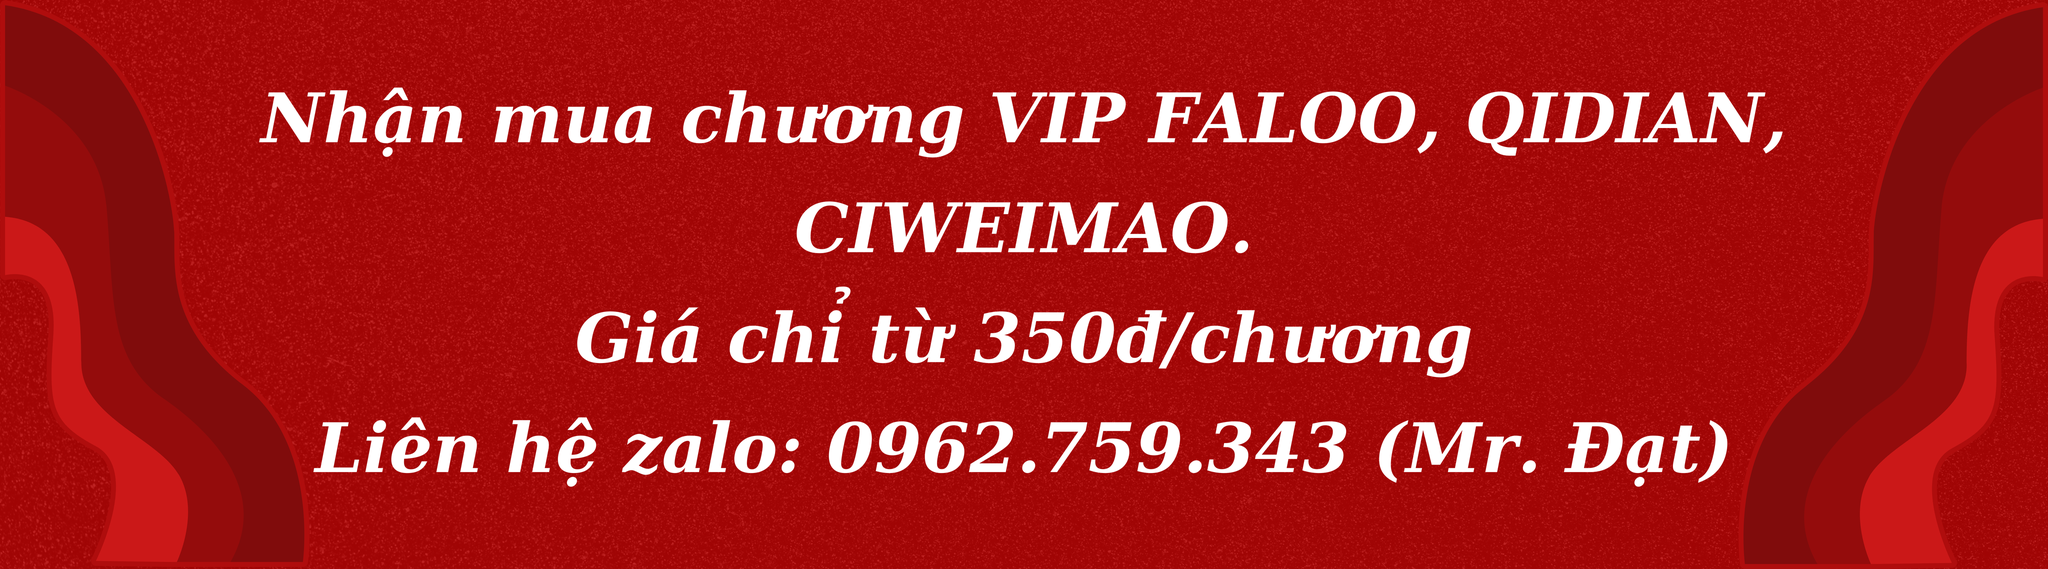 Nhận mua chương VIP FALOO, QIDIAN,
CIWEIMAO.
Giá chỉ từ 350đ/chương
Liên hệ zalo: 0962.759.343 (Mr. Đạt)